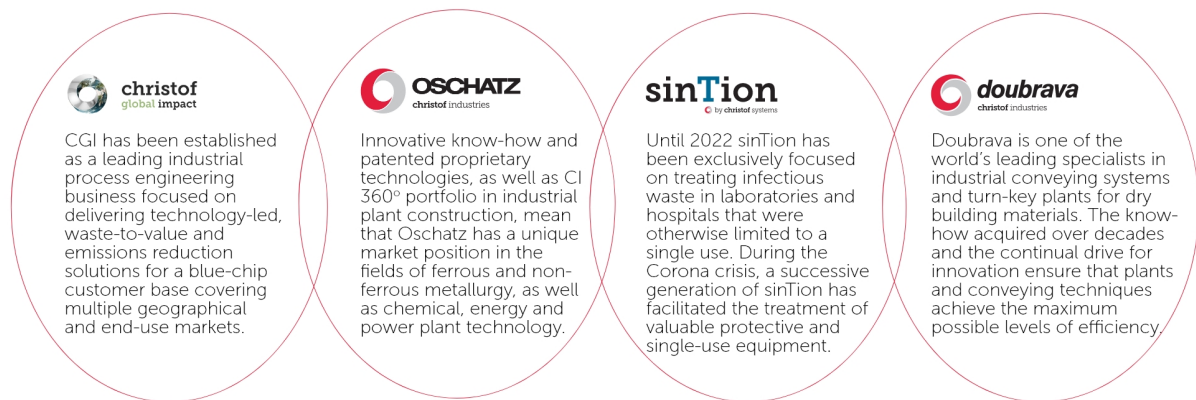 christof
global impact
CGI has been established
as a leading industrial
process engineering
business focused on
delivering technology-led,
waste-to-value and
emissions reduction
solutions for a blue-chip
customer base covering
multiple geographical
and end-use markets.
OSCHATZ
christof industries
Innovative know-how and
patented proprietary
technologies, as well as CI
360º portfolio in industrial
plant construction, mean
that Oschatz has a unique
market position in the
fields of ferrous and non-
ferrous metallurgy, as well
as chemical, energy and
power plant technology.
sinTion
by christof systems
Until 2022 sinTion has
been exclusively focused
on treating infectious
waste in laboratories and
hospitals that were
otherwise limited to a
single use. During the
Corona crisis, a successive
generation of sinTion has
facilitated the treatment of
valuable protective and
single-use equipment.
doubrava
christof industries
Doubrava is one of the
world's leading specialists in
industrial conveying systems
and turn-key plants for dry
building materials. The know-
how acquired over decades
and the continual drive for
innovation ensure that plants
and conveying techniques
achieve the maximum
possible levels of efficiency.